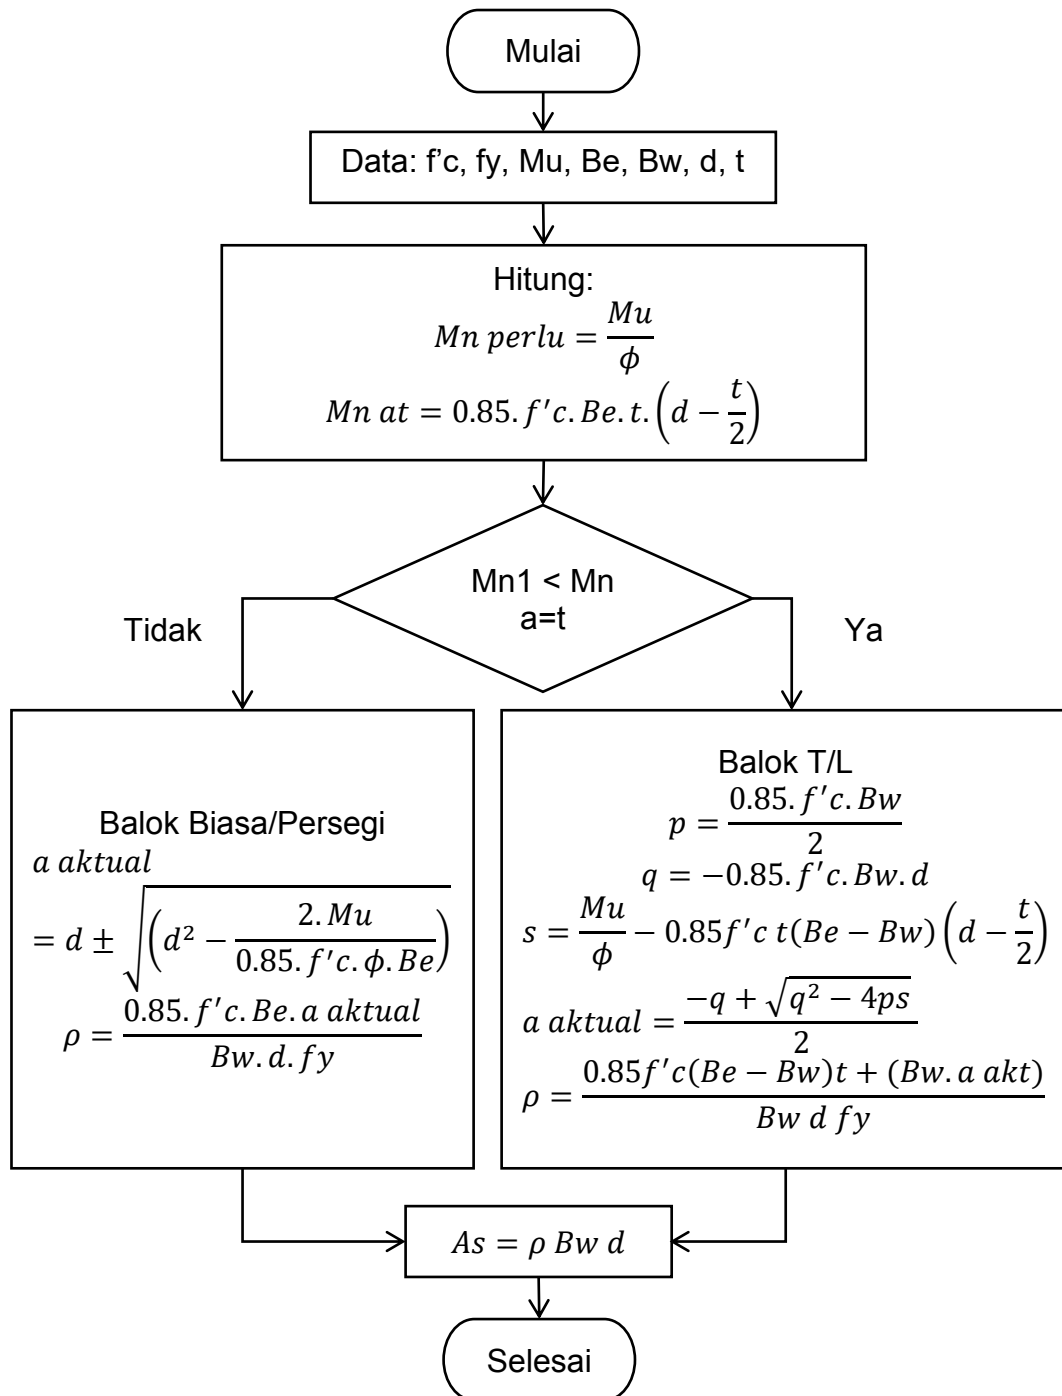 Mulai
Data: f'c, fy, Mu, Be, Bw, d, t
Hitung:
Mn perlu = Mu/ϕ
Mn at = 0.85. f'c. Be. t. (d − t/2)
Mn1 < Mn
a=t
Tidak
Ya
Balok Biasa/Persegi
a aktual
= d ± √((d² − 2. Mu/0.85. f'c. ϕ. Be))
ρ = 0.85. f'c. Be. a aktual/Bw. d. fy
Balok T/L
p = 0.85. f'c. Bw/2
q = −0.85. f'c. Bw. d
s = Mu/ϕ − 0.85f'c t(Be − Bw) (d − t/2)
a aktual = −q + √(q² − 4ps)/2
ρ = 0.85f'c(Be − Bw)t + (Bw. a akt)/Bw d fy
As = ρ Bw d
Selesai